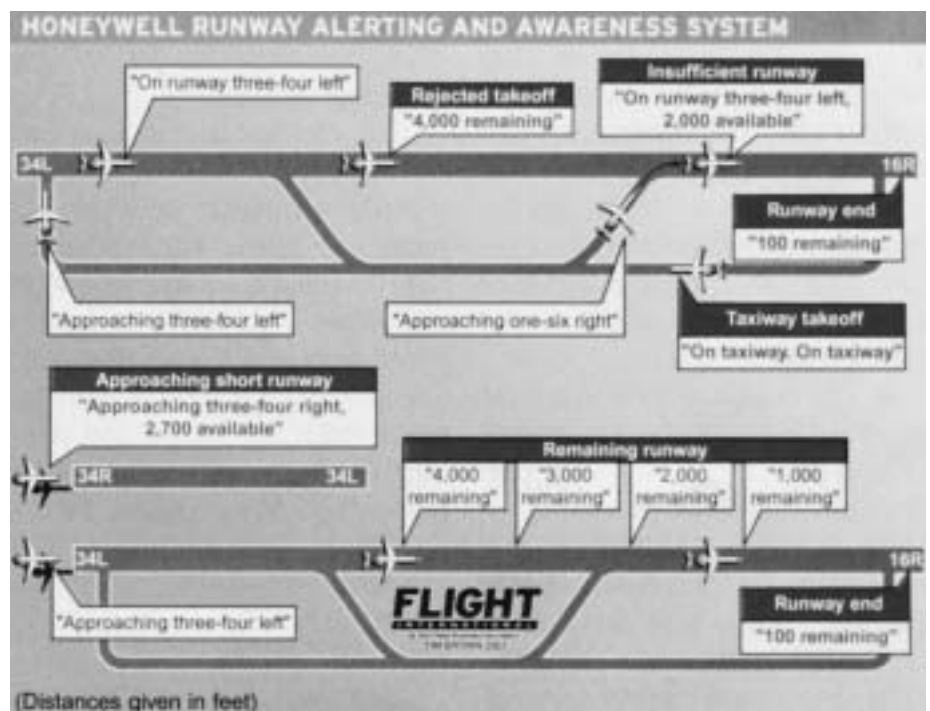 HONEYWELL RUNWAY ALERTING AND AWARENESS SYSTEM
"On runway three-four left"
Rejected takeoff
"4,000 remaining"
Insufficient runway
"On runway three-four left,
2,000 available"
34L
16R
Runway end
"100 remaining"
"Approaching three-four left"
"Approaching one-six right"
Taxiway takeoff
"On taxiway. On taxiway"
Approaching short runway
"Approaching three-four right,
2,700 available"
34R
34L
Remaining runway
"4,000
remaining"
"3,000
remaining"
"2,000
remaining"
"1,000
remaining"
34L
16R
"Approaching three-four left"
FLIGHT
INTERNATIONAL
Runway end
"100 remaining"
(Distances given in feet)